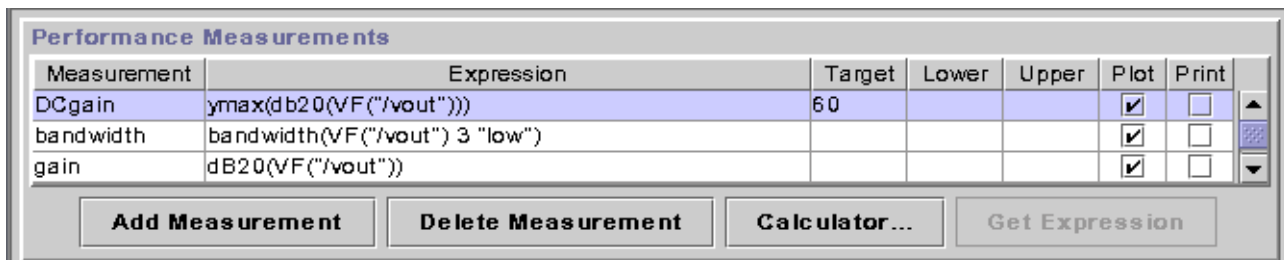 Performance Measurements
Measurement Expression Target Lower Upper Plot Print
DCgain ymax(db20(VF("/vout"))) 60
bandwidth bandwidth(VF("/vout") 3 "low")
gain dB20(VF("/vout"))
Add Measurement Delete Measurement Calculator... Get Expression